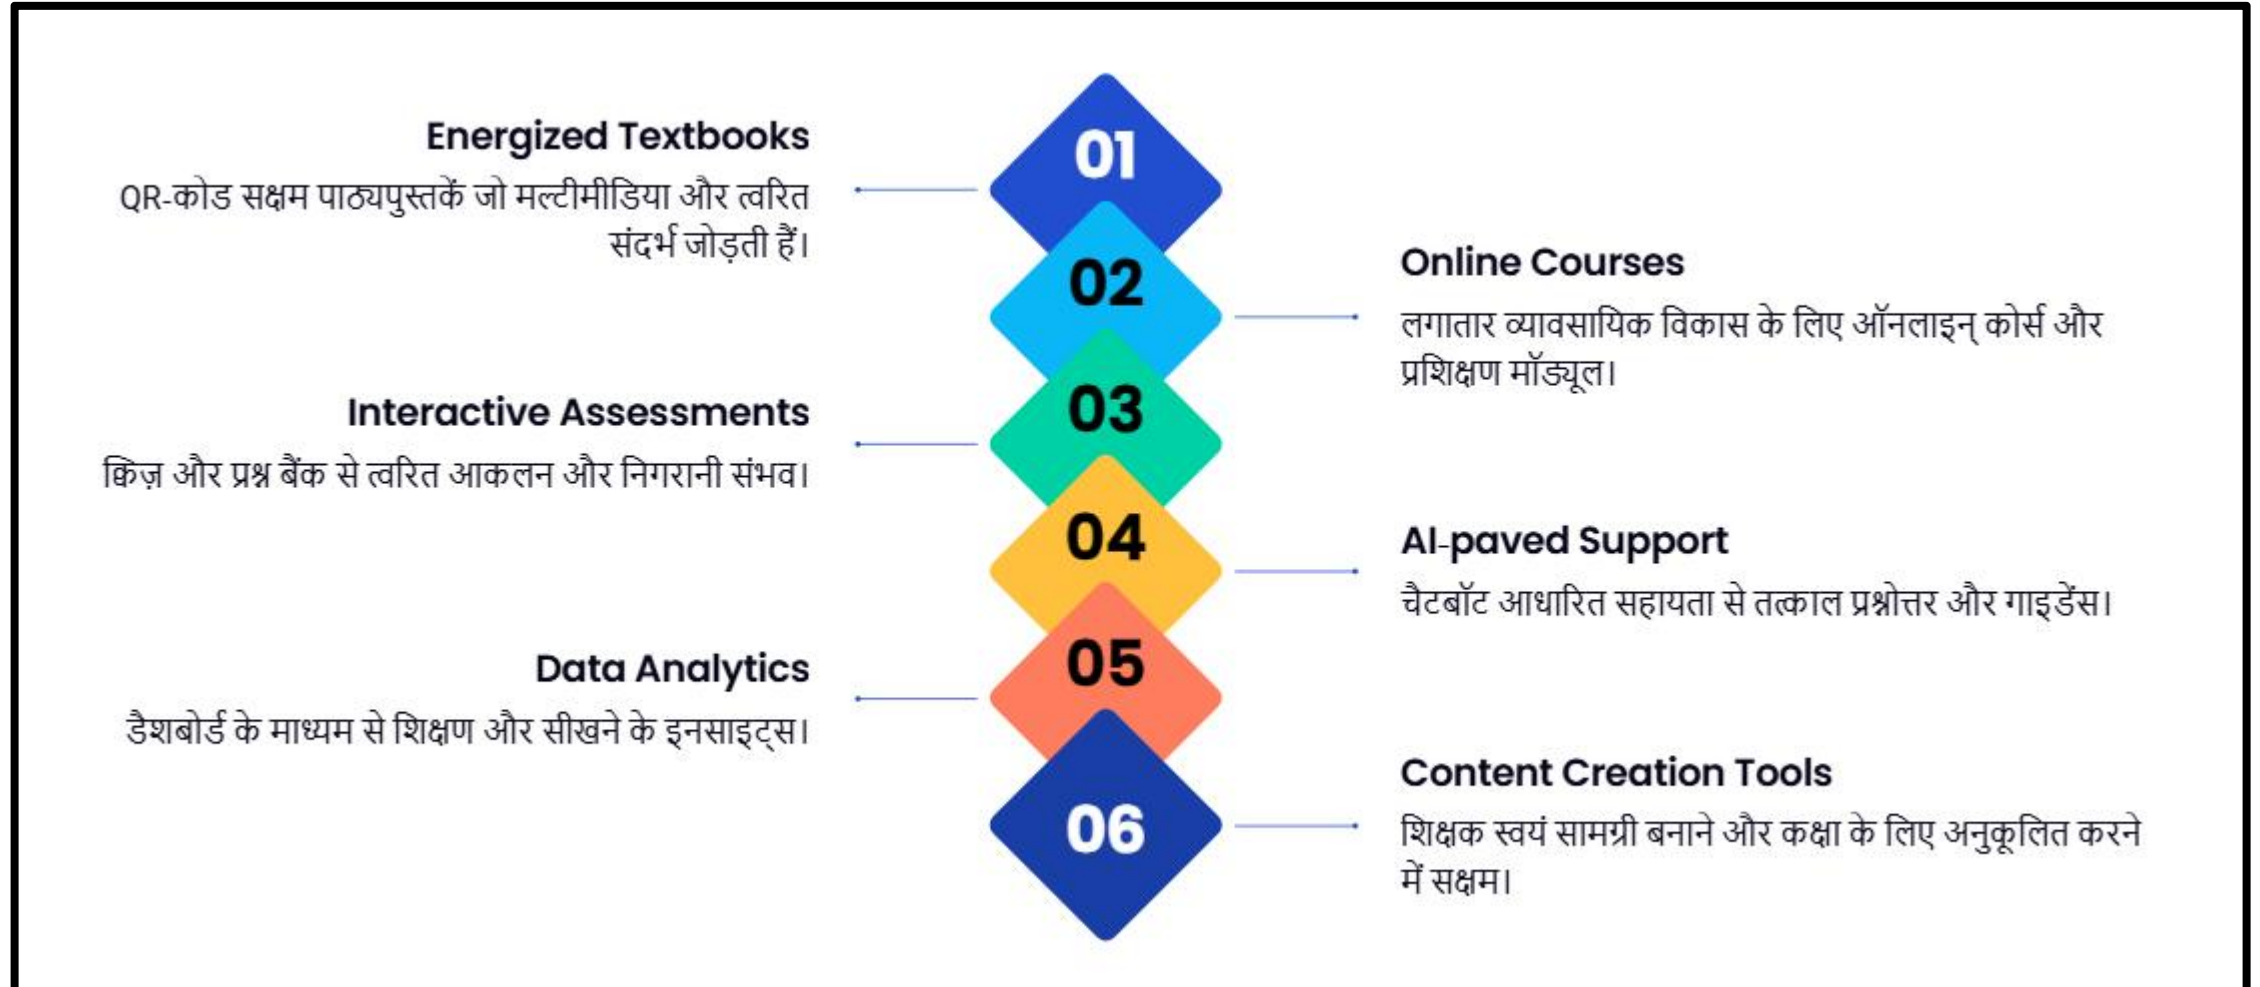 01
Energized Textbooks
QR-कोड सक्षम पाठ्यपुस्तकें जो मल्टीमीडिया और त्वरित
संदर्भ जोड़ती हैं।
02
Online Courses
लगातार व्यावसायिक विकास के लिए ऑनलाइन् कोर्स और
प्रशिक्षण मॉड्यूल।
03
Interactive Assessments
क्विज़ और प्रश्न बैंक से त्वरित आकलन और निगरानी संभव।
04
AI-paved Support
चैटबॉट आधारित सहायता से तत्काल प्रश्नोत्तर और गाइडेंस।
05
Data Analytics
डैशबोर्ड के माध्यम से शिक्षण और सीखने के इनसाइट्स।
06
Content Creation Tools
शिक्षक स्वयं सामग्री बनाने और कक्षा के लिए अनुकूलित करने
में सक्षम।